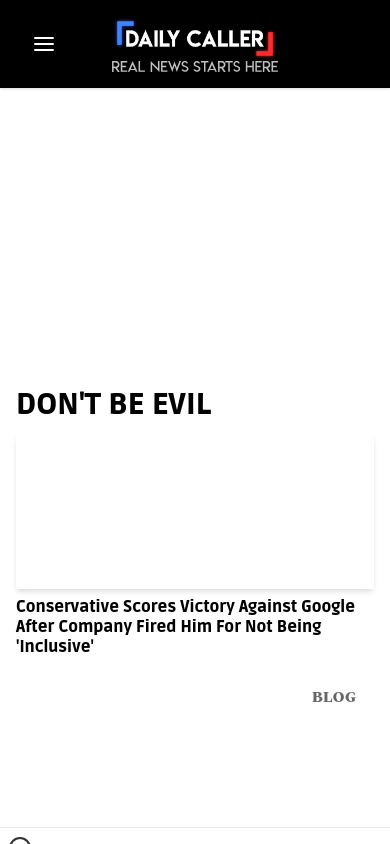 DAILY CALLER
REAL NEWS STARTS HERE
DON'T BE EVIL
Conservative Scores Victory Against Google
After Company Fired Him For Not Being
'Inclusive'
BLOG